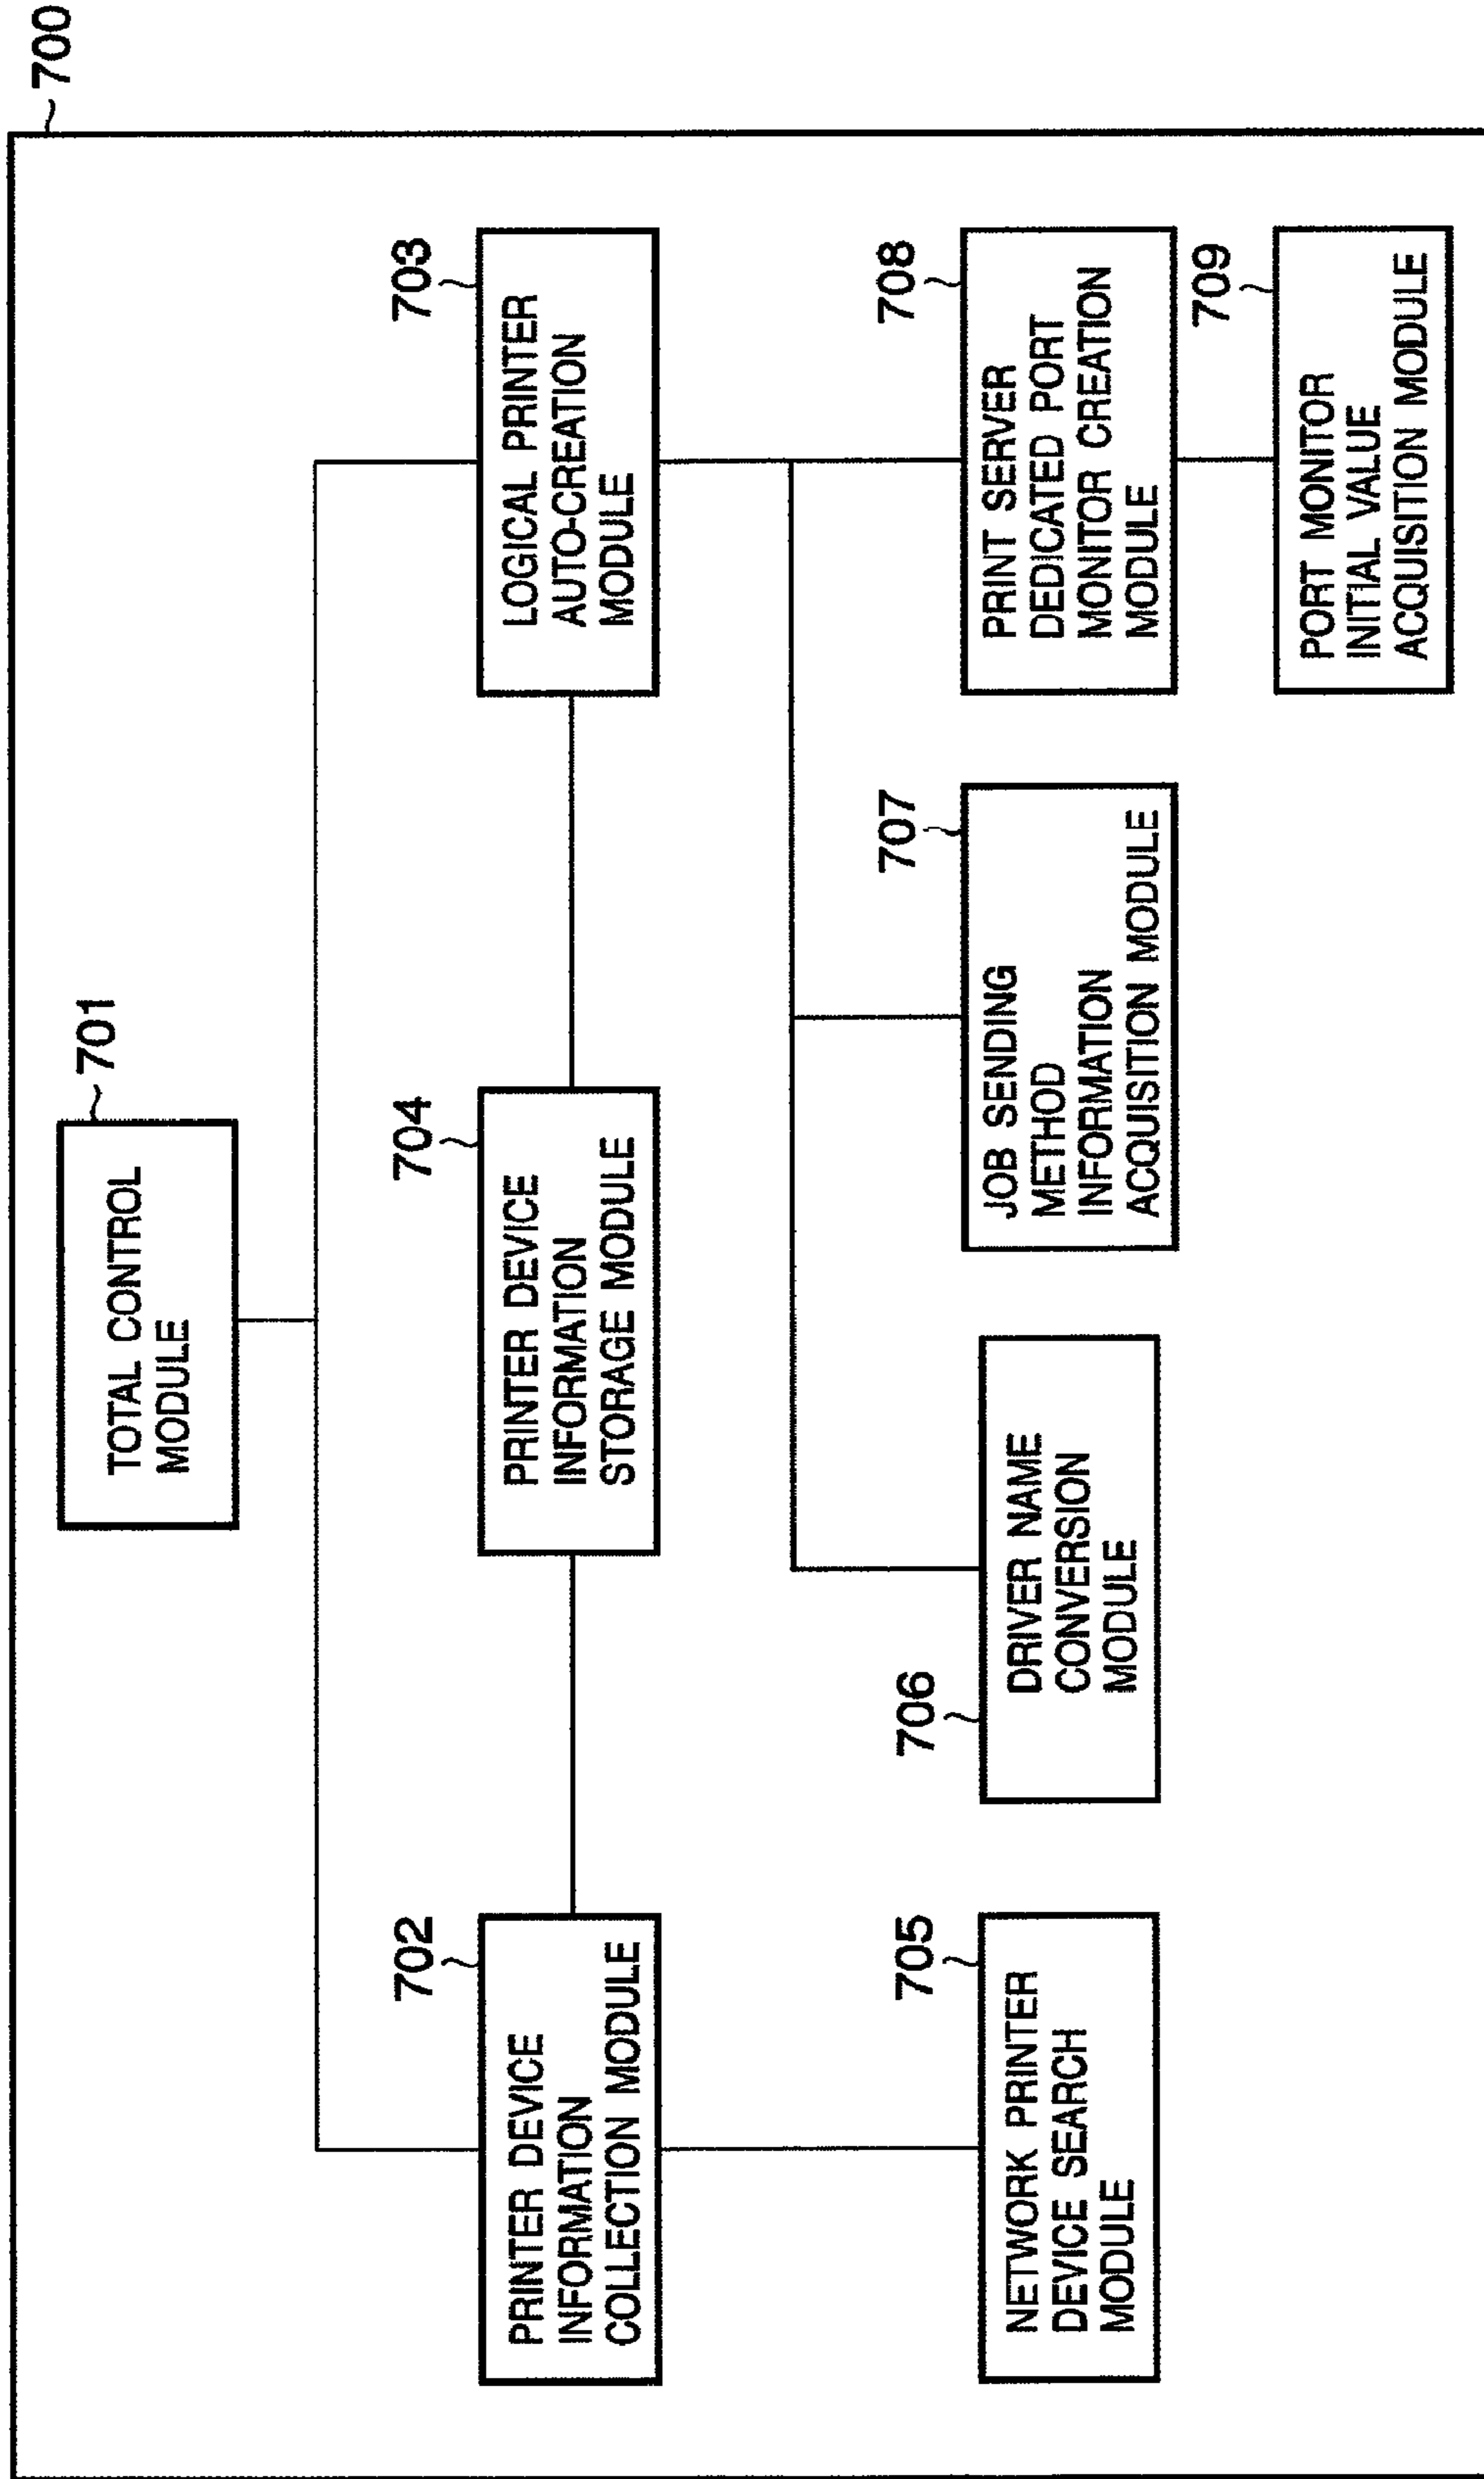 700
701
TOTAL CONTROL
MODULE
702
PRINTER DEVICE
INFORMATION
COLLECTION MODULE
704
PRINTER DEVICE
INFORMATION
STORAGE MODULE
703
LOGICAL PRINTER
AUTO-CREATION
MODULE
705
NETWORK PRINTER
DEVICE SEARCH
MODULE
706
DRIVER NAME
CONVERSION
MODULE
707
JOB SENDING
METHOD
INFORMATION
ACQUISITION MODULE
708
PRINT SERVER
DEDICATED PORT
MONITOR CREATION
MODULE
709
PORT MONITOR
INITIAL VALUE
ACQUISITION MODULE